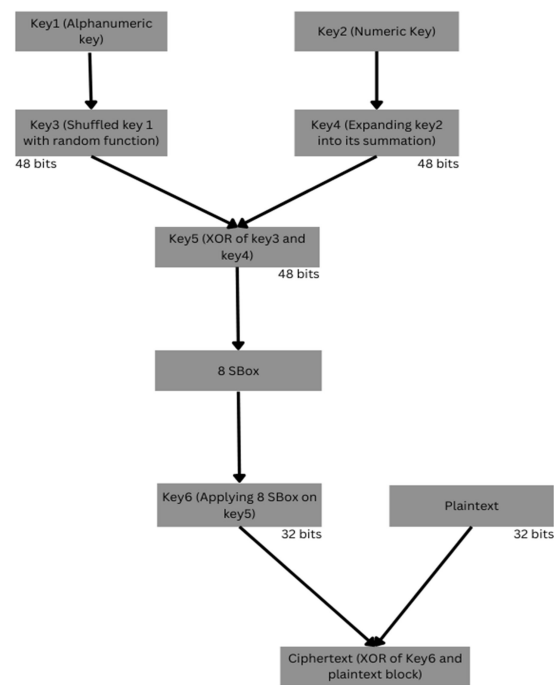 Key1 (Alphanumeric
key)
Key2 (Numeric Key)
Key3 (Shuffled key 1
with random function)
48 bits
Key4 (Expanding key2
into its summation)
48 bits
Key5 (XOR of key3 and
key4)
48 bits
8 SBox
Key6 (Applying 8 SBox on
key5)
32 bits
Plaintext
32 bits
Ciphertext (XOR of Key6 and
plaintext block)